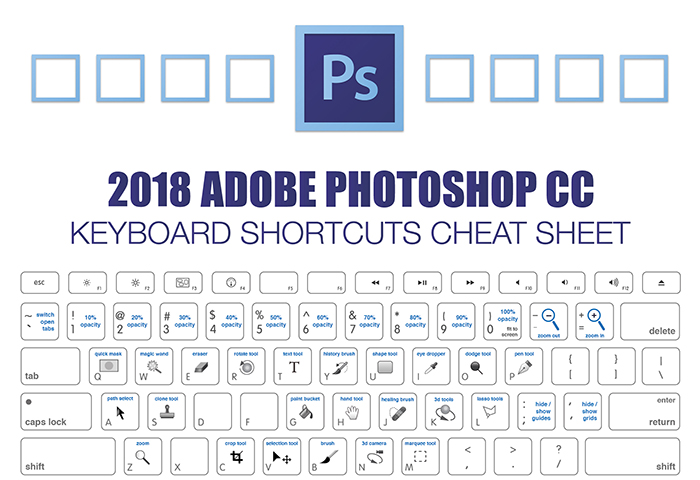 Ps
2018 ADOBE PHOTOSHOP CC
KEYBOARD SHORTCUTS CHEAT SHEET
esc F1 F2 F3 F4 F5 F6 F7 F8 F9 F10 F11 F12
~ ` switch open tabs ! 1 10% opacity @ 2 20% opacity # 3 30% opacity $ 4 40% opacity % 5 50% opacity ^ 6 60% opacity & 7 70% opacity * 8 80% opacity ( 9 90% opacity ) 0 100% opacity fit to screen – - zoom out + = zoom in delete
tab quick mask Q magic wand W eraser E rotate tool R text tool T history brush Y shape tool U eye dropper I dodge tool O pen tool P { [ } ] | \
caps lock path select A clone tool S D F paint bucket G hand tool H healing brush J 3d tools K lasso tools L : ; hide / show guides " ' hide / show grids enter return
shift zoom Z X crop tool C selection tool V brush B 3d camera N marquee tool M < , > . ? / shift